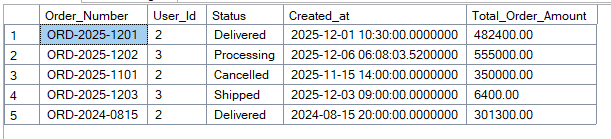 Order_Number User_Id Status Created_at Total_Order_Amount
1 ORD-2025-1201 2 Delivered 2025-12-01 10:30:00.0000000 482400.00
2 ORD-2025-1202 3 Processing 2025-12-06 06:08:03.5200000 555000.00
3 ORD-2025-1101 2 Cancelled 2025-11-15 14:00:00.0000000 350000.00
4 ORD-2025-1203 3 Shipped 2025-12-03 09:00:00.0000000 6400.00
5 ORD-2024-0815 2 Delivered 2024-08-15 20:00:00.0000000 301300.00